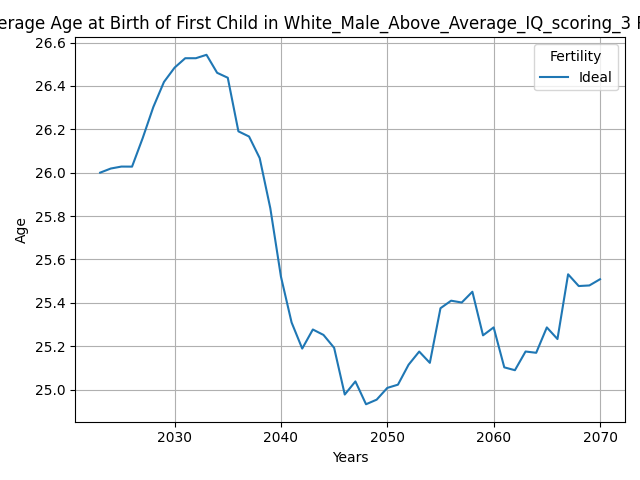 Average Age at Birth of First Child in White_Male_Above_Average_IQ_scoring_3
Fertility
Ideal
26.6
26.4
26.2
26.0
25.8
25.6
25.4
25.2
25.0
Age
2030 2040 2050 2060 2070
Years